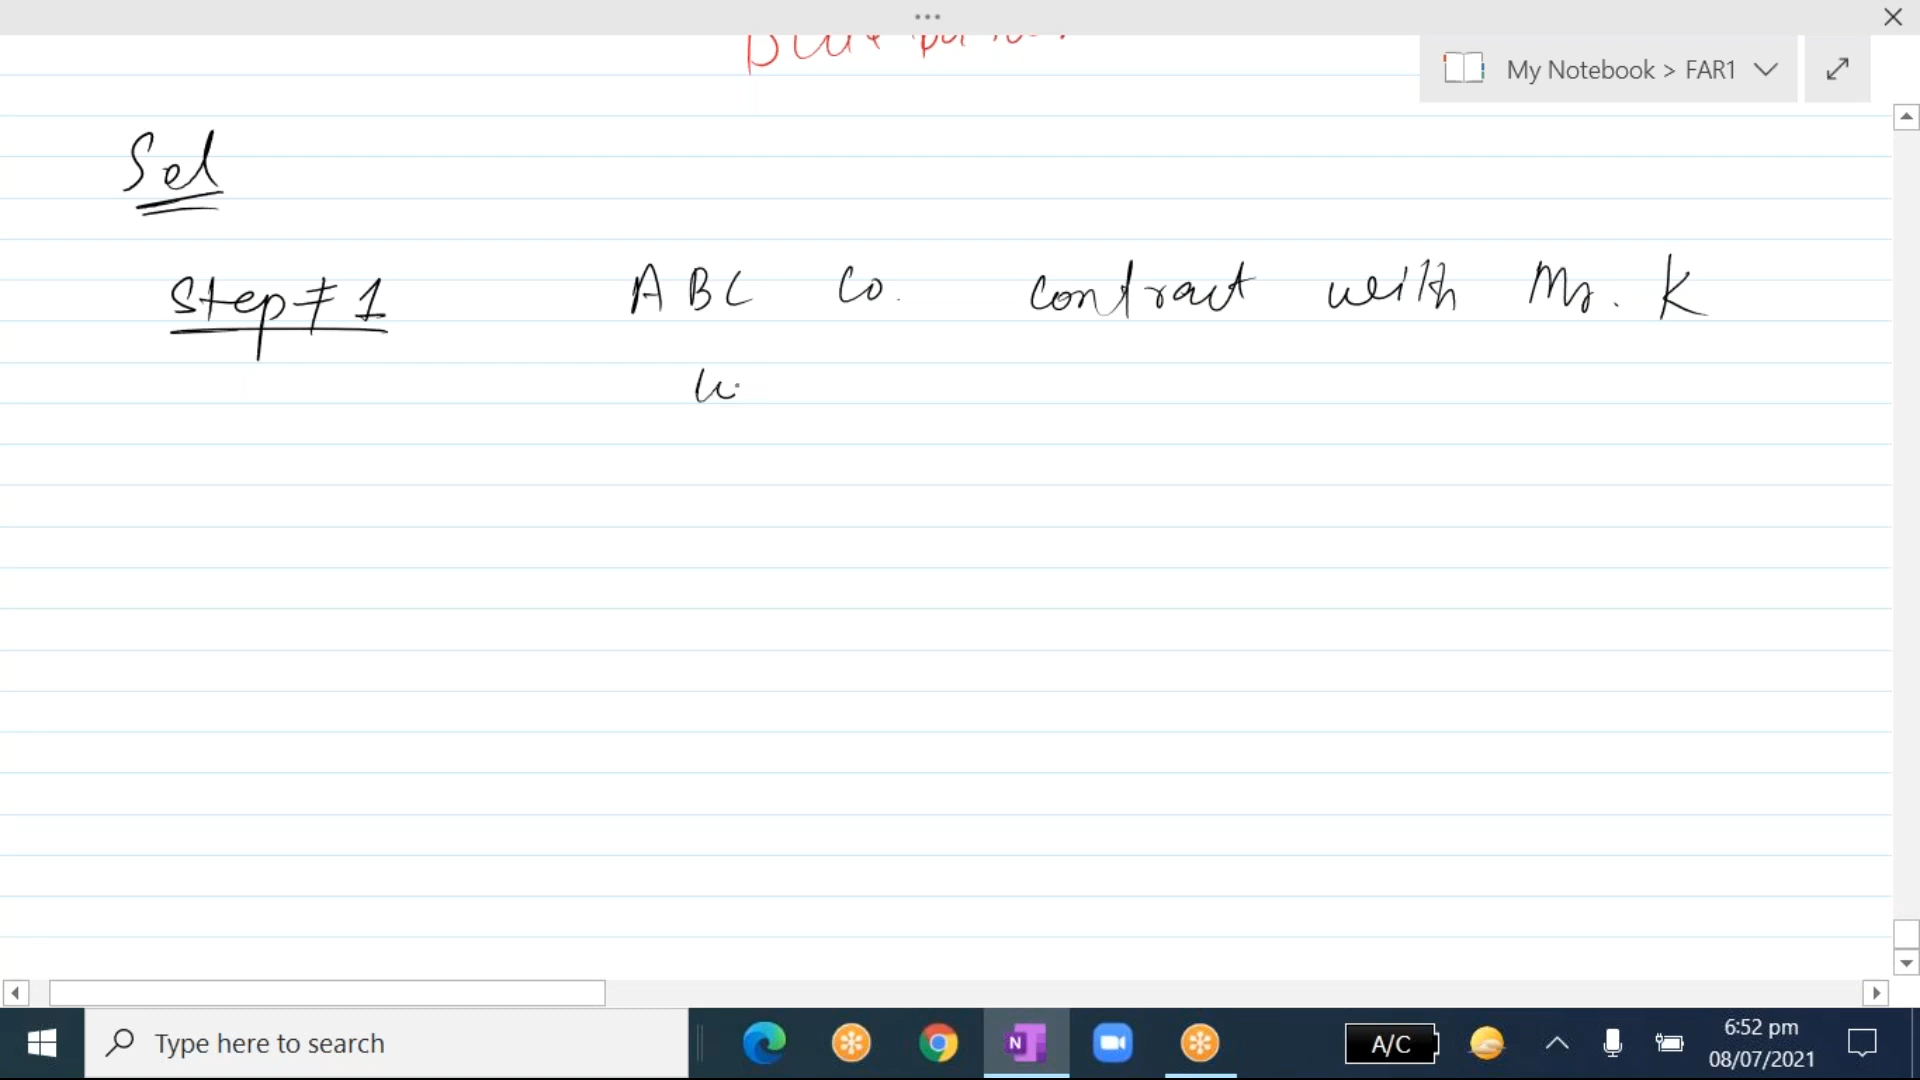 My Notebook > FAR1
Sol
Step # 1 ABC Co. contract with Mr. K
Type here to search
A/C
6:52 pm
08/07/2021